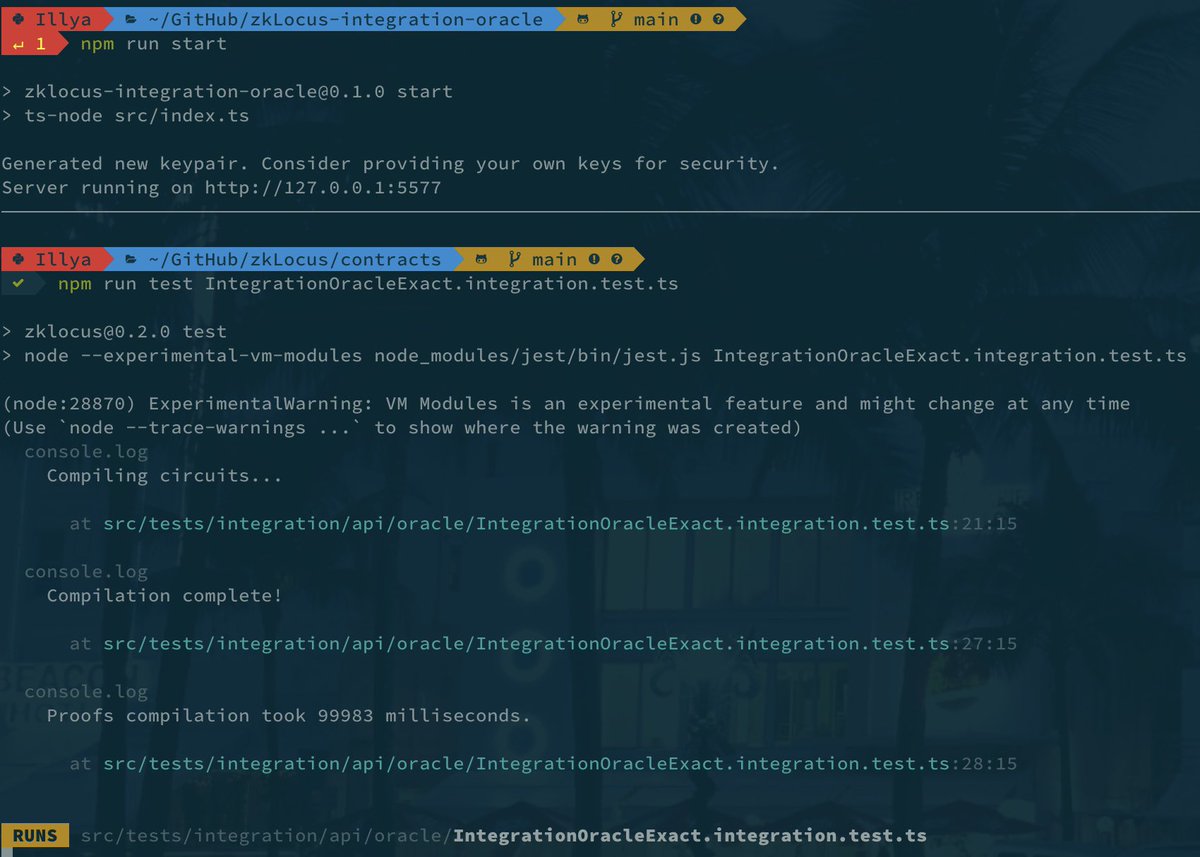 Illya ~/GitHub/zkLocus-integration-oracle main
1 npm run start
> zklocus-integration-oracle@0.1.0 start
> ts-node src/index.ts
Generated new keypair. Consider providing your own keys for security.
Server running on http://127.0.0.1:5577
Illya ~/GitHub/zkLocus/contracts main
npm run test IntegrationOracleExact.integration.test.ts
> zklocus@0.2.0 test
> node --experimental-vm-modules node_modules/jest/bin/jest.js IntegrationOracleExact.integration.test.ts
(node:28870) ExperimentalWarning: VM Modules is an experimental feature and might change at any time
(Use `node --trace-warnings ...` to show where the warning was created)
console.log
Compiling circuits...
at src/tests/integration/api/oracle/IntegrationOracleExact.integration.test.ts:21:15
console.log
Compilation complete!
at src/tests/integration/api/oracle/IntegrationOracleExact.integration.test.ts:27:15
console.log
Proofs compilation took 99983 milliseconds.
at src/tests/integration/api/oracle/IntegrationOracleExact.integration.test.ts:28:15
RUNS src/tests/integration/api/oracle/IntegrationOracleExact.integration.test.ts